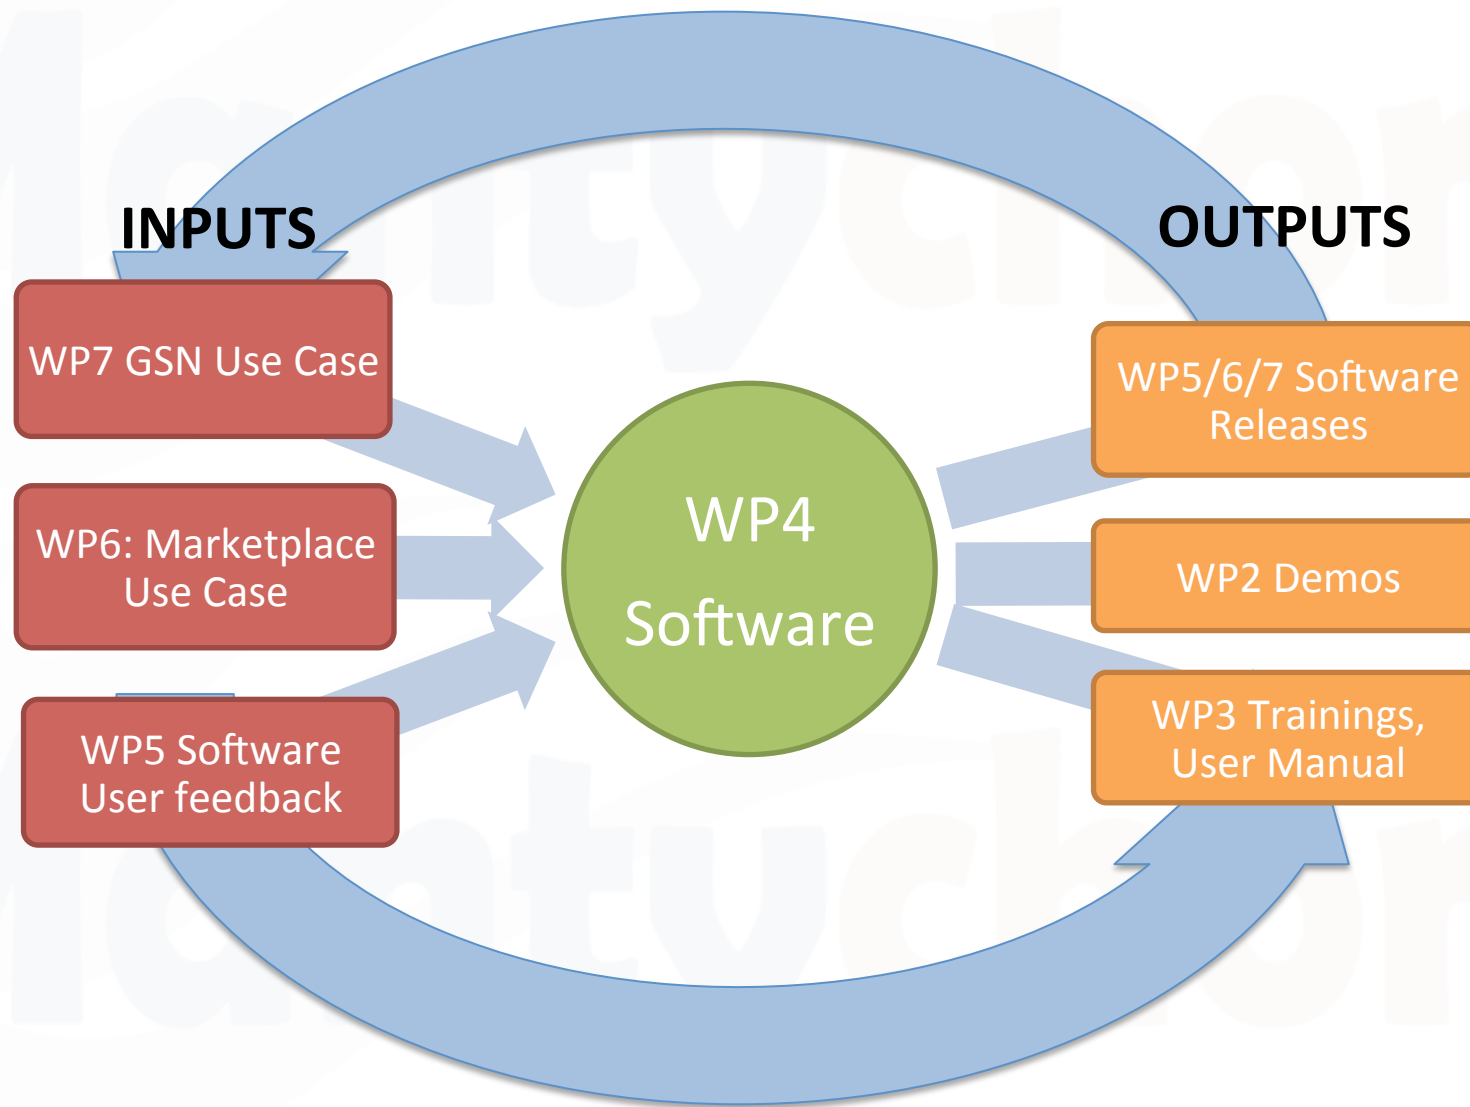 INPUTS
WP7 GSN Use Case
WP6: Marketplace
Use Case
WP5 Software
User feedback
WP4
Software
OUTPUTS
WP5/6/7 Software
Releases
WP2 Demos
WP3 Trainings,
User Manual